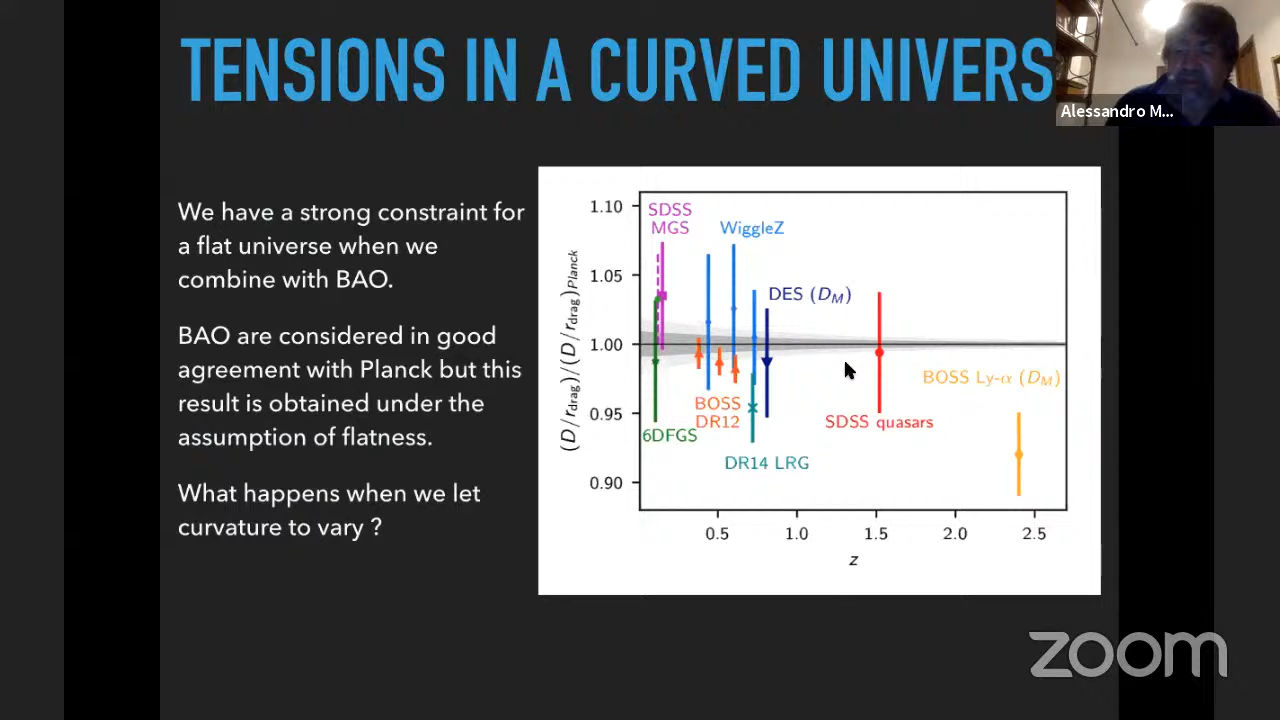 TENSIONS IN A CURVED UNIVERS
Alessandro M...
We have a strong constraint for
a flat universe when we
combine with BAO.
BAO are considered in good
agreement with Planck but this
result is obtained under the
assumption of flatness.
What happens when we let
curvature to vary ?
(D/r_drag)/(D/r_drag)_Planck
1.10
1.05
1.00
0.95
0.90
SDSS
MGS
WiggleZ
DES (D_M)
BOSS Ly-α (D_M)
BOSS
DR12
SDSS quasars
6DFGS
DR14 LRG
0.5 1.0 1.5 2.0 2.5
z
zoom